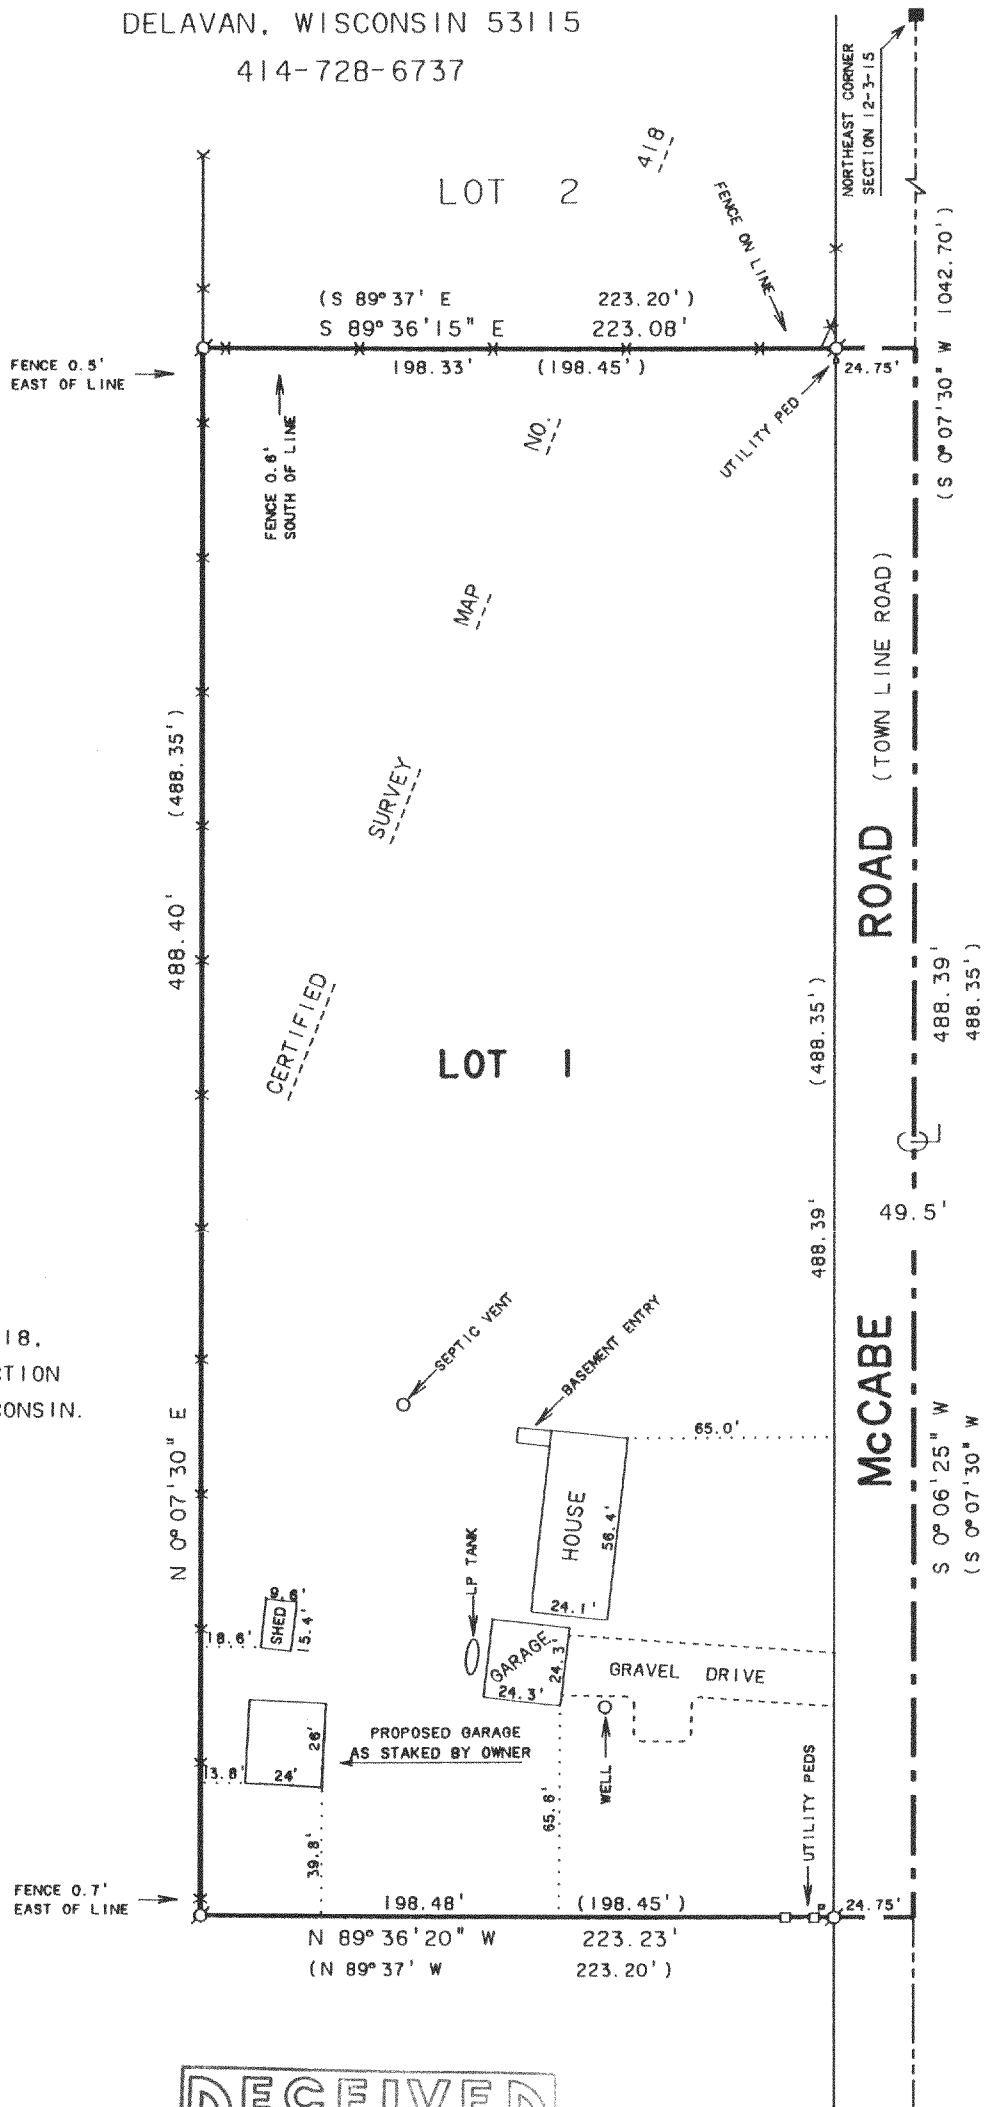 DELAVAN, WISCONSIN 53115
414-728-6737
NORTHEAST CORNER
SECTION 12-3-15
LOT 2
418
FENCE ON LINE
(S 0°07'30" W 1042.70')
(S 89°37' E 223.20')
S 89°36'15" E 223.08'
FENCE 0.5'
EAST OF LINE
198.33' (198.45')
24.75'
UTILITY PED
FENCE 0.6'
SOUTH OF LINE
NO.
MAP
SURVEY
CERTIFIED
(TOWN LINE ROAD)
ROAD
McCABE
488.40' (488.35')
N 0°07'30" E
LOT 1
(488.35')
488.39'
488.39'
488.35')
49.5'
S 0°06'25" W
(S 0°07'30" W
18,
CTION
CONSIN.
SEPTIC VENT
BASEMENT ENTRY
65.0'
HOUSE
56.4'
24.1'
LP TANK
SHED
15.4'
18.6'
GARAGE
24.3'
24.3'
GRAVEL DRIVE
PROPOSED GARAGE
AS STAKED BY OWNER
26'
24'
13.8'
39.8'
WELL
UTILITY PEDS
FENCE 0.7'
EAST OF LINE
198.48' (198.45')
24.75'
N 89°36'20" W 223.23'
(N 89°37' W 223.20')